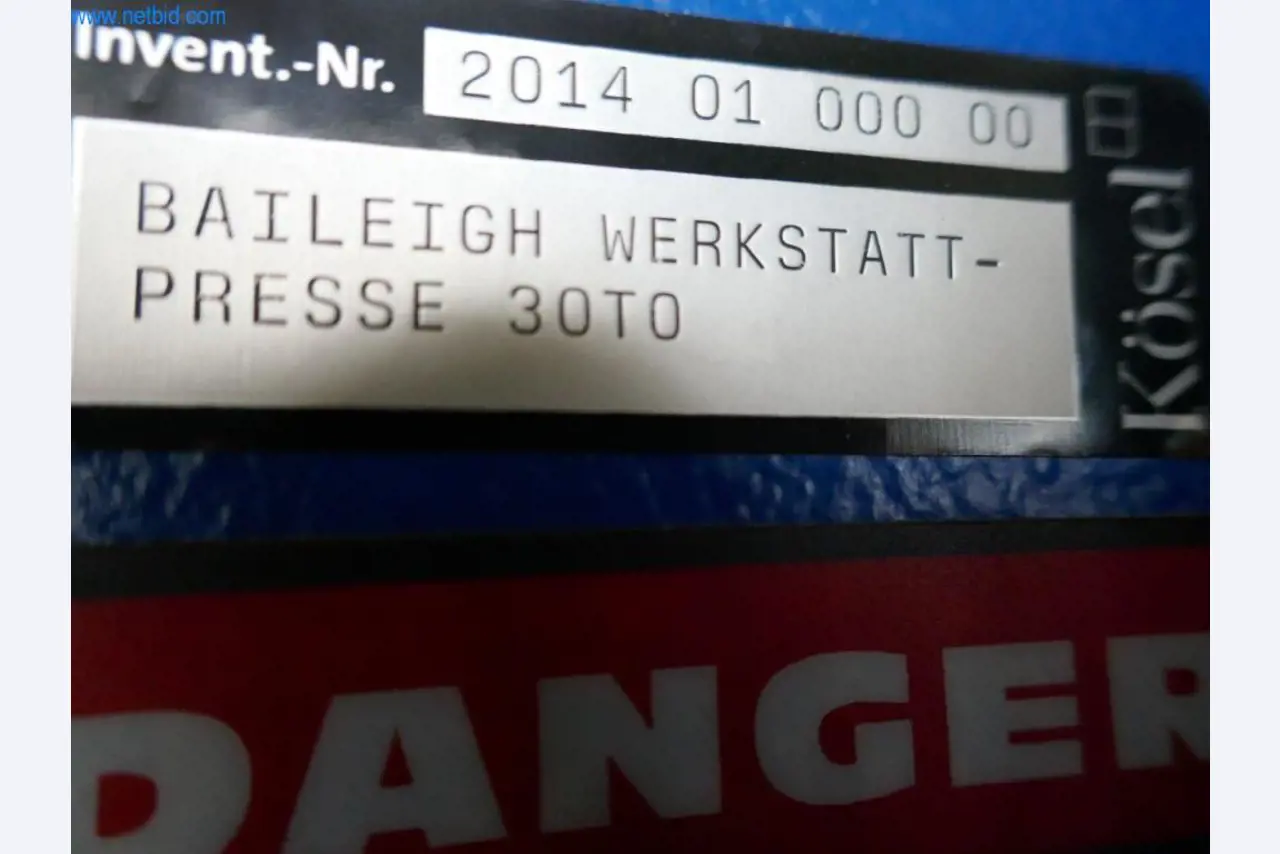 www.netbid.com
Invent.-Nr. 2014 01 000 00
BAILEIGH WERKSTATT-
PRESSE 30TO
Kösel
DANGER